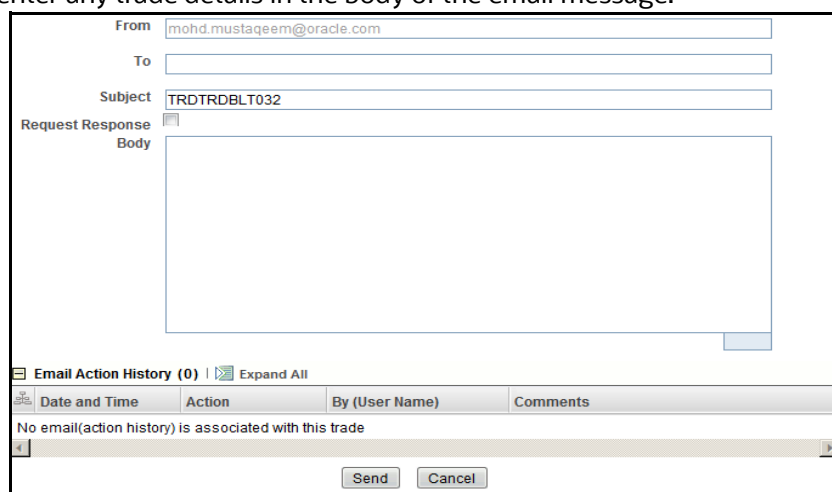 enter any trade details in the body of the email message.
From mohd.mustaqeem@oracle.com
To
Subject TRDTRDBLT032
Request Response
Body
Email Action History (0) | Expand All
Date and Time Action By (User Name) Comments
No email(action history) is associated with this trade
Send Cancel